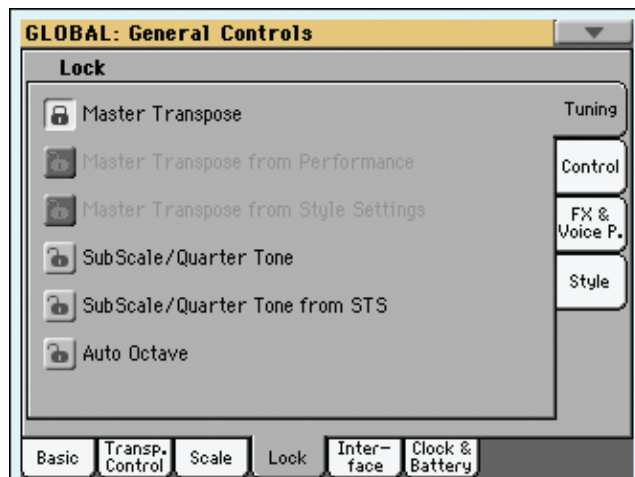 GLOBAL: General Controls
Lock
Master Transpose
Master Transpose from Performance
Master Transpose from Style Settings
SubScale/Quarter Tone
SubScale/Quarter Tone from STS
Auto Octave
Tuning
Control
FX &
Voice P.
Style
Basic
Transp.
Control
Scale
Lock
Inter-
face
Clock &
Battery